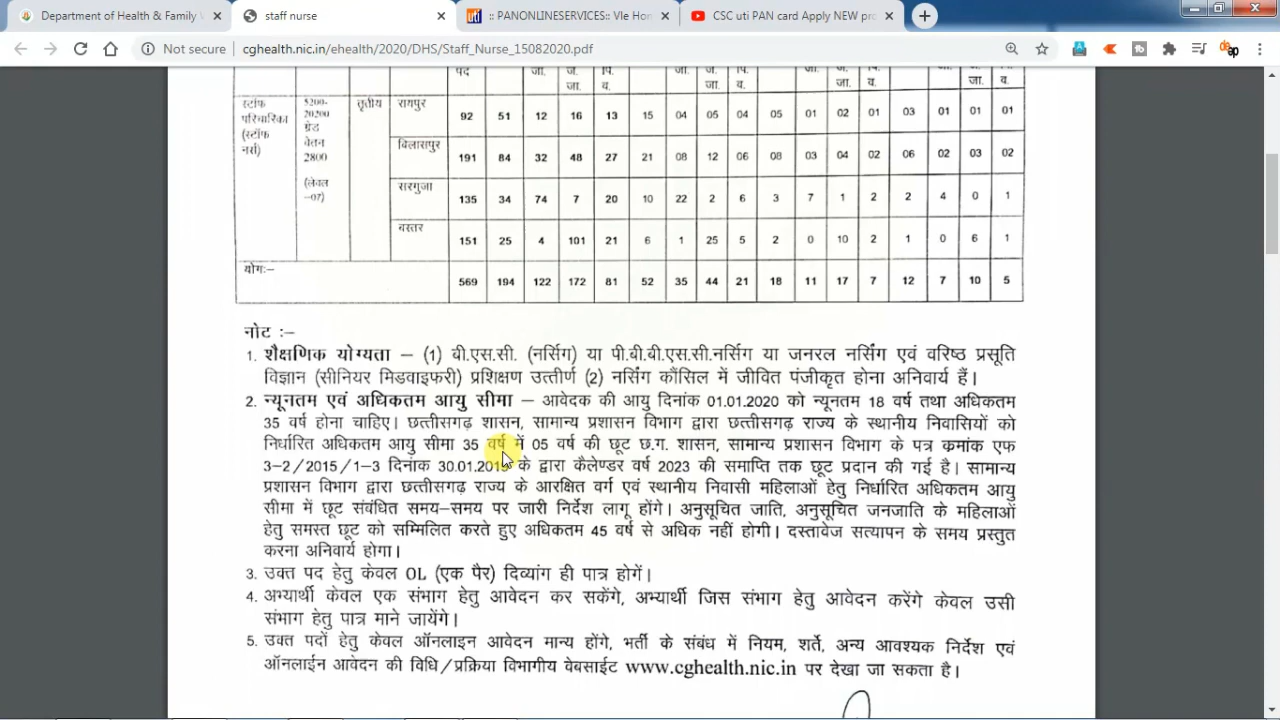 Department of Health & Family
staff nurse
:: PANONLINESERVICES:: Vle Hon
CSC uti PAN card Apply NEW pro
Not secure | cghealth.nic.in/ehealth/2020/DHS/Staff_Nurse_15082020.pdf
पद जा. ज. पि. जा. ज. पि. जा. ज. पि. जा.
जा. व. जा. व. जा. व. जा. व.
स्टॉफ परिचारिका (स्टॉफ नर्स) 5200-20200 ग्रेड वेतन 2800 (लेवल -07) तृतीय
रायपुर 92 51 12 16 13 15 04 05 04 05 01 02 01 03 01 01 01
बिलासपुर 191 84 32 48 27 21 08 12 06 08 03 04 02 06 02 03 02
सरगुजा 135 34 74 7 20 10 22 2 6 3 7 1 2 2 4 0 1
बस्तर 151 25 4 101 21 6 1 25 5 2 0 10 2 1 0 6 1
योगः- 569 194 122 172 81 52 35 44 21 18 11 17 7 12 7 10 5
नोट :-
1. शैक्षणिक योग्यता – (1) बी.एस.सी. (नर्सिंग) या पी.बी.बी.एस.सी.नर्सिंग या जनरल नर्सिंग एवं वरिष्ठ प्रसूति
विज्ञान (सीनियर मिडवाइफरी) प्रशिक्षण उत्तीर्ण (2) नर्सिंग कौंसिल में जीवित पंजीकृत होना अनिवार्य हैं।
2. न्यूनतम एवं अधिकतम आयु सीमा – आवेदक की आयु दिनांक 01.01.2020 को न्यूनतम 18 वर्ष तथा अधिकतम
35 वर्ष होना चाहिए। छत्तीसगढ़ शासन, सामान्य प्रशासन विभाग द्वारा छत्तीसगढ़ राज्य के स्थानीय निवासियों को
निर्धारित अधिकतम आयु सीमा 35 वर्ष में 05 वर्ष की छूट छ.ग. शासन, सामान्य प्रशासन विभाग के पत्र कमांक एफ
3–2/2015/1–3 दिनांक 30.01.2019 के द्वारा कैलेण्डर वर्ष 2023 की समाप्ति तक छूट प्रदान की गई है। सामान्य
प्रशासन विभाग द्वारा छत्तीसगढ़ राज्य के आरक्षित वर्ग एवं स्थानीय निवासी महिलाओं हेतु निर्धारित अधिकतम आयु
सीमा में छूट संबंधित समय–समय पर जारी निर्देश लागू होंगे। अनुसूचित जाति, अनुसूचित जनजाति के महिलाओं
हेतु समस्त छूट को सम्मिलित करते हुए अधिकतम 45 वर्ष से अधिक नहीं होगी। दस्तावेज सत्यापन के समय प्रस्तुत
करना अनिवार्य होगा।
3. उक्त पद हेतु केवल OL (एक पैर) दिव्यांग ही पात्र होगें।
4. अभ्यार्थी केवल एक संभाग हेतु आवेदन कर सकेंगे, अभ्यार्थी जिस संभाग हेतु आवेदन करेंगे केवल उसी
संभाग हेतु पात्र माने जायेंगे।
5. उक्त पदों हेतु केवल ऑनलाइन आवेदन मान्य होंगे, भर्ती के संबंध में नियम, शर्ते, अन्य आवश्यक निर्देश एवं
ऑनलाईन आवेदन की विधि/प्रक्रिया विभागीय वेबसाईट www.cghealth.nic.in पर देखा जा सकता है।